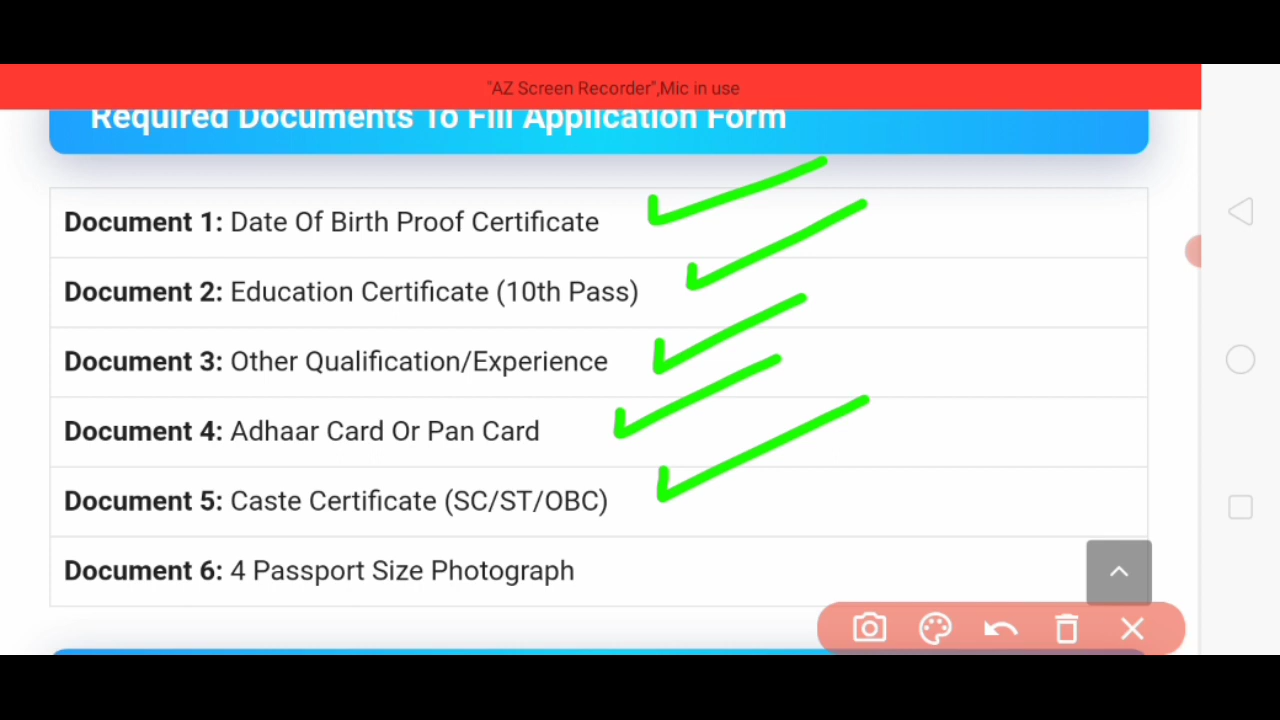 "AZ Screen Recorder",Mic in use
Required Documents To Fill Application Form
Document 1: Date Of Birth Proof Certificate
Document 2: Education Certificate (10th Pass)
Document 3: Other Qualification/Experience
Document 4: Adhaar Card Or Pan Card
Document 5: Caste Certificate (SC/ST/OBC)
Document 6: 4 Passport Size Photograph